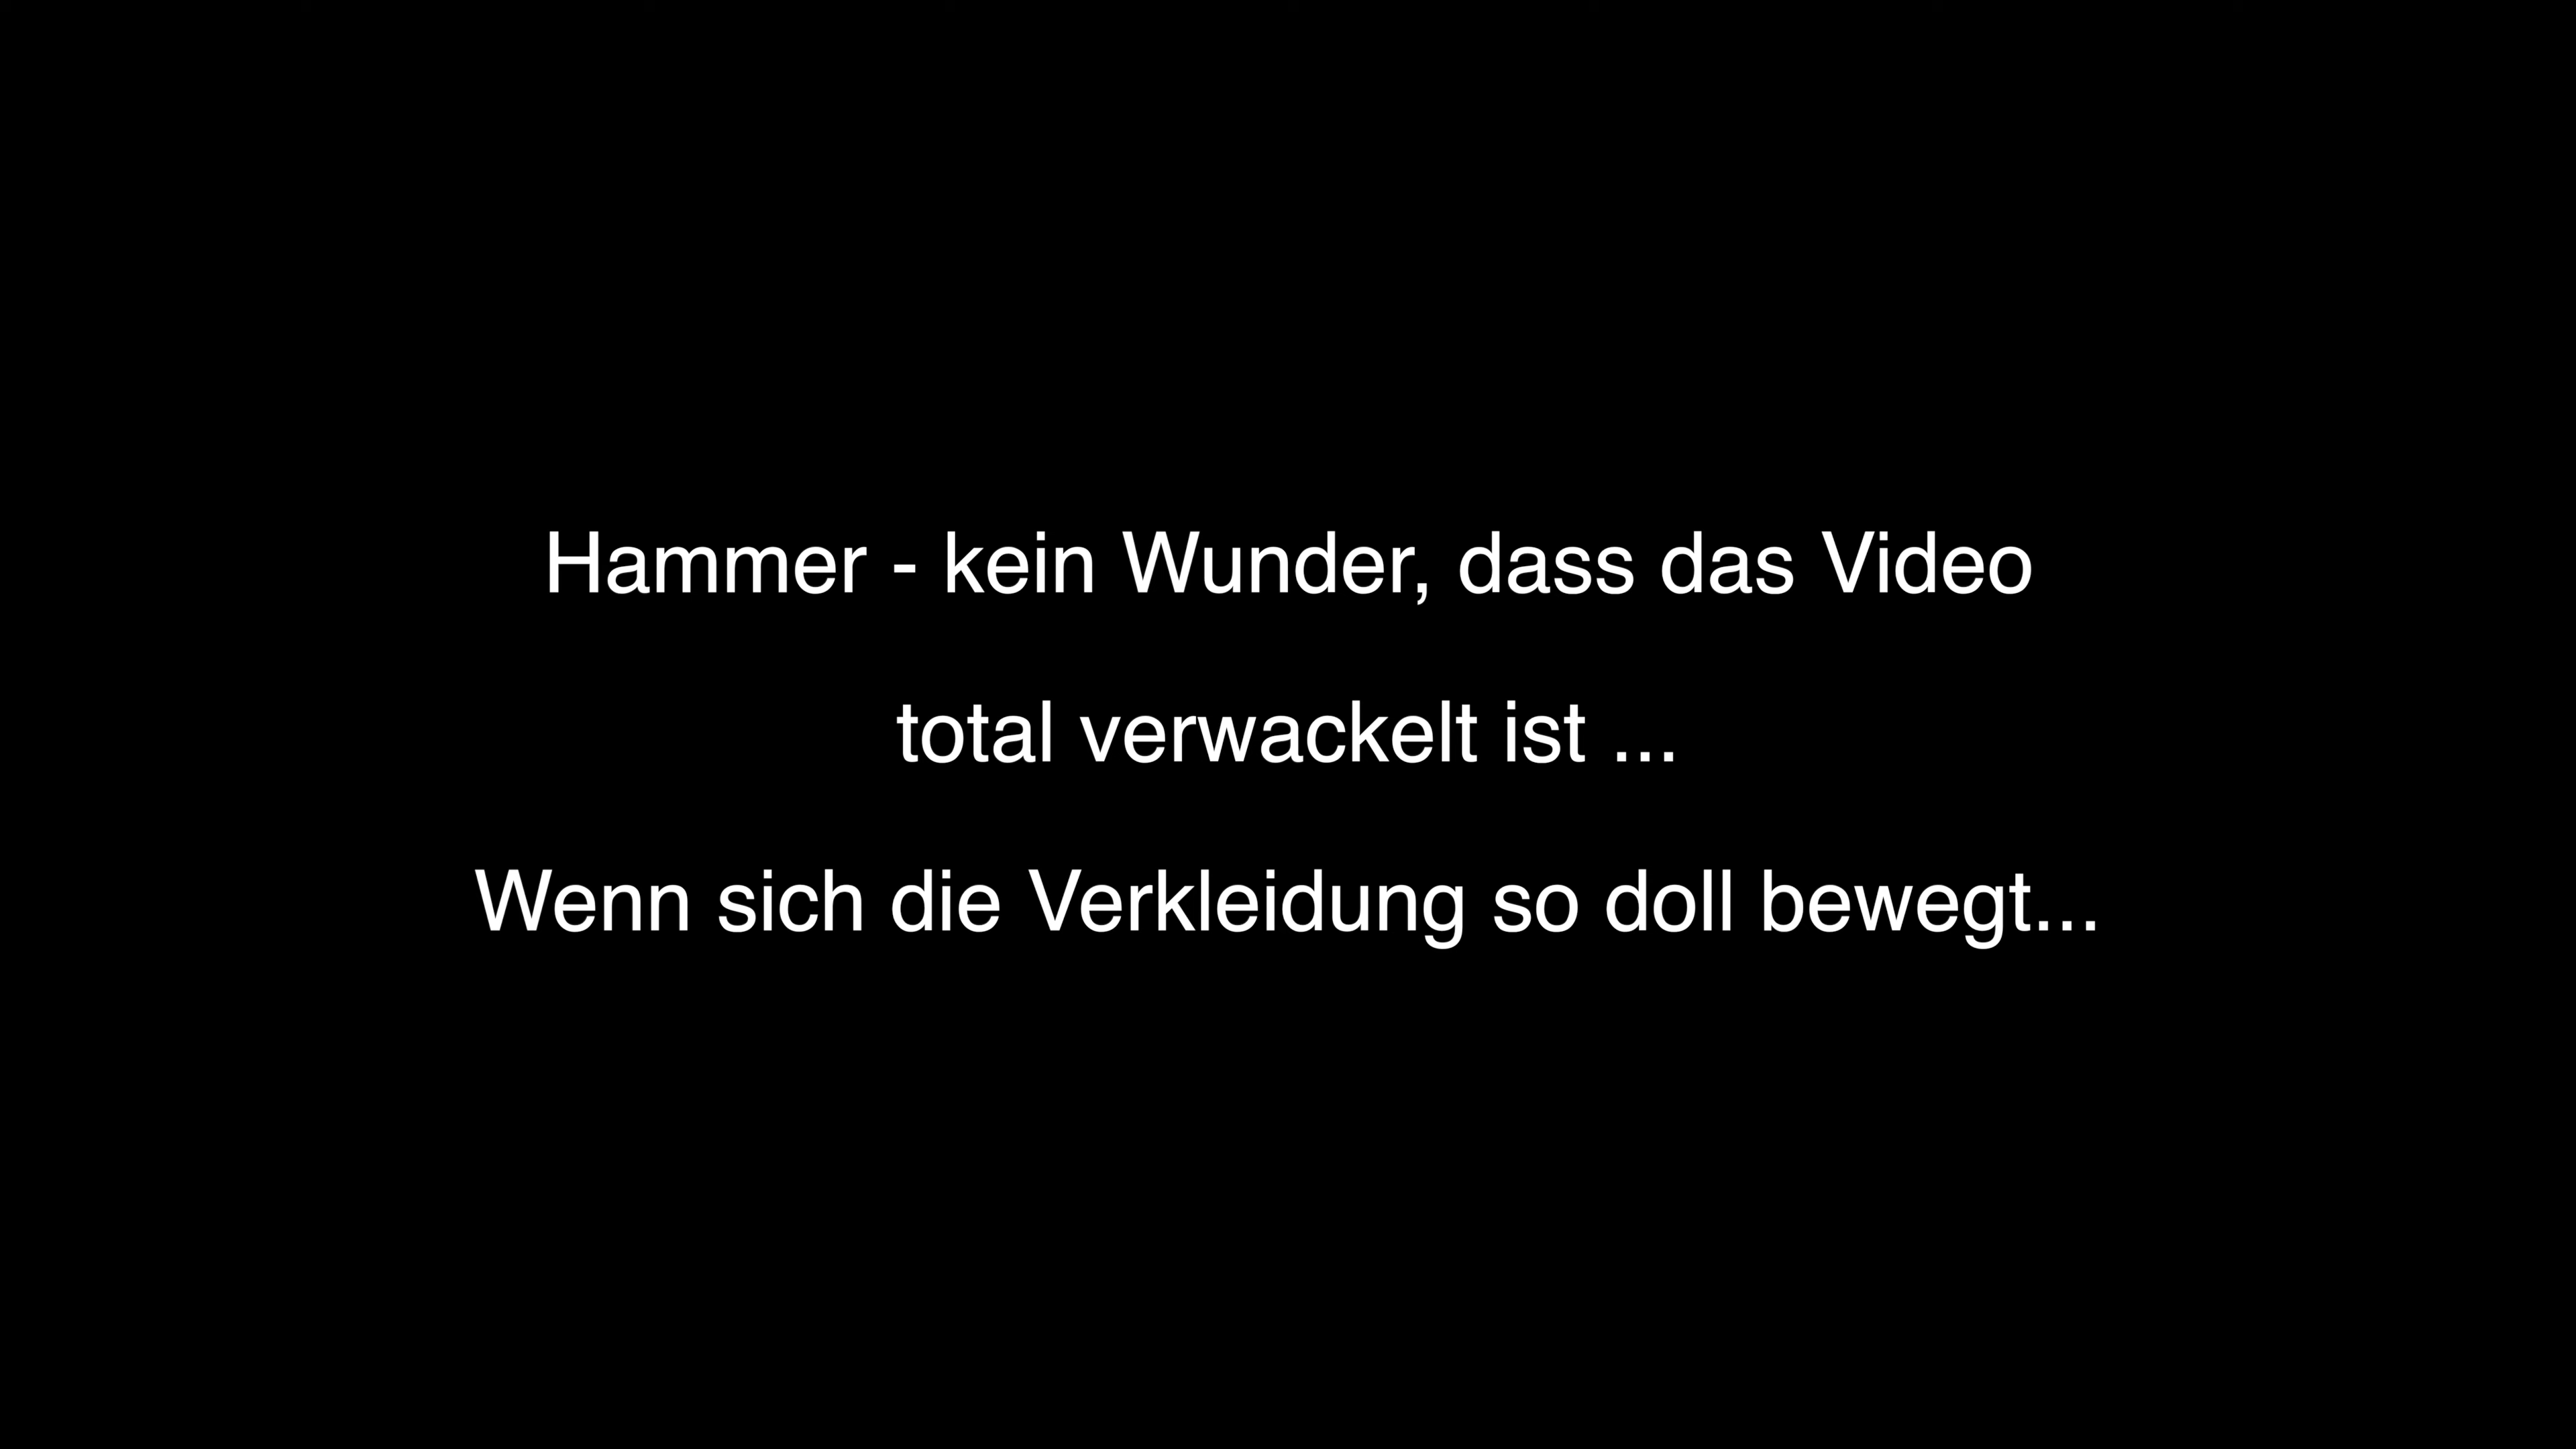 Hammer - kein Wunder, dass das Video
total verwackelt ist ...
Wenn sich die Verkleidung so doll bewegt...